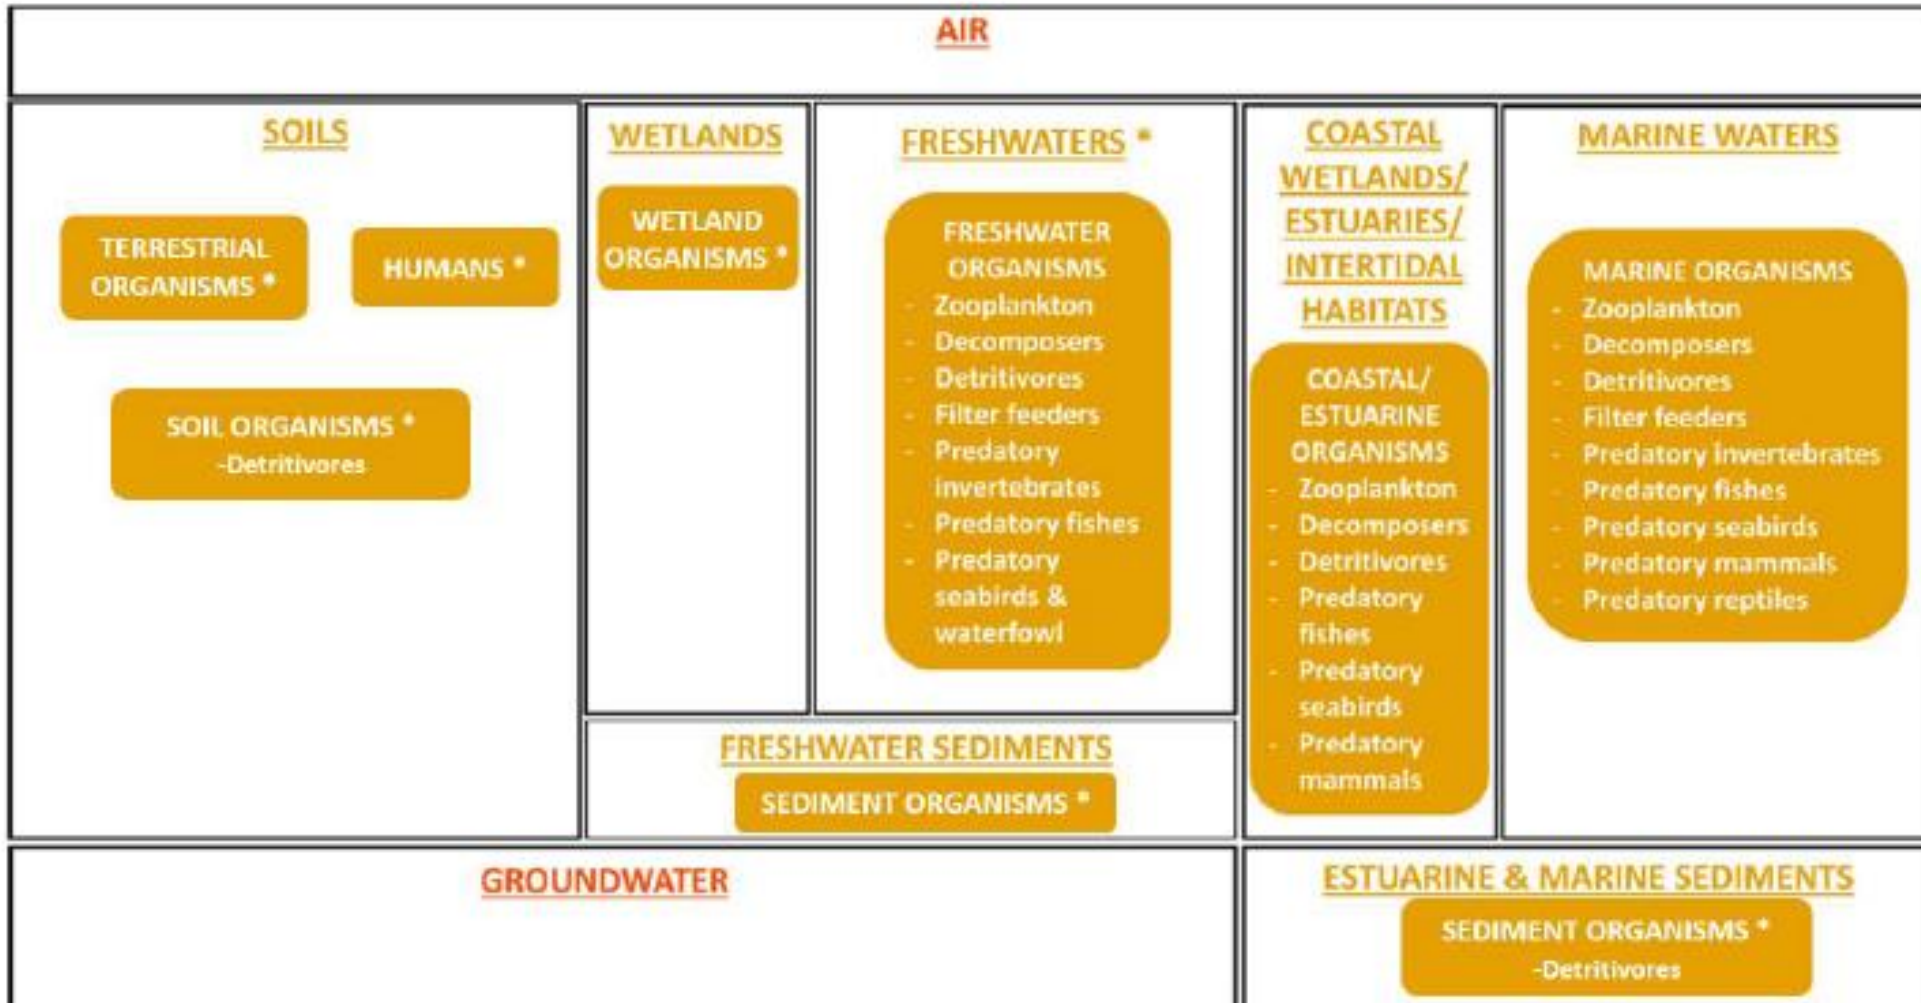 AIR
SOILS
TERRESTRIAL
ORGANISMS *
HUMANS *
SOIL ORGANISMS *
-Detritivores
WETLANDS
WETLAND
ORGANISMS *
FRESHWATERS *
FRESHWATER
ORGANISMS
- Zooplankton
- Decomposers
- Detritivores
- Filter feeders
- Predatory
invertebrates
- Predatory fishes
- Predatory
seabirds &
waterfowl
COASTAL
WETLANDS/
ESTUARIES/
INTERTIDAL
HABITATS
COASTAL/
ESTUARINE
ORGANISMS
- Zooplankton
- Decomposers
- Detritivores
- Predatory
fishes
- Predatory
seabirds
- Predatory
mammals
MARINE WATERS
MARINE ORGANISMS
- Zooplankton
- Decomposers
- Detritivores
- Filter feeders
- Predatory invertebrates
- Predatory fishes
- Predatory seabirds
- Predatory mammals
- Predatory reptiles
FRESHWATER SEDIMENTS
SEDIMENT ORGANISMS *
GROUNDWATER
ESTUARINE & MARINE SEDIMENTS
SEDIMENT ORGANISMS *
-Detritivores